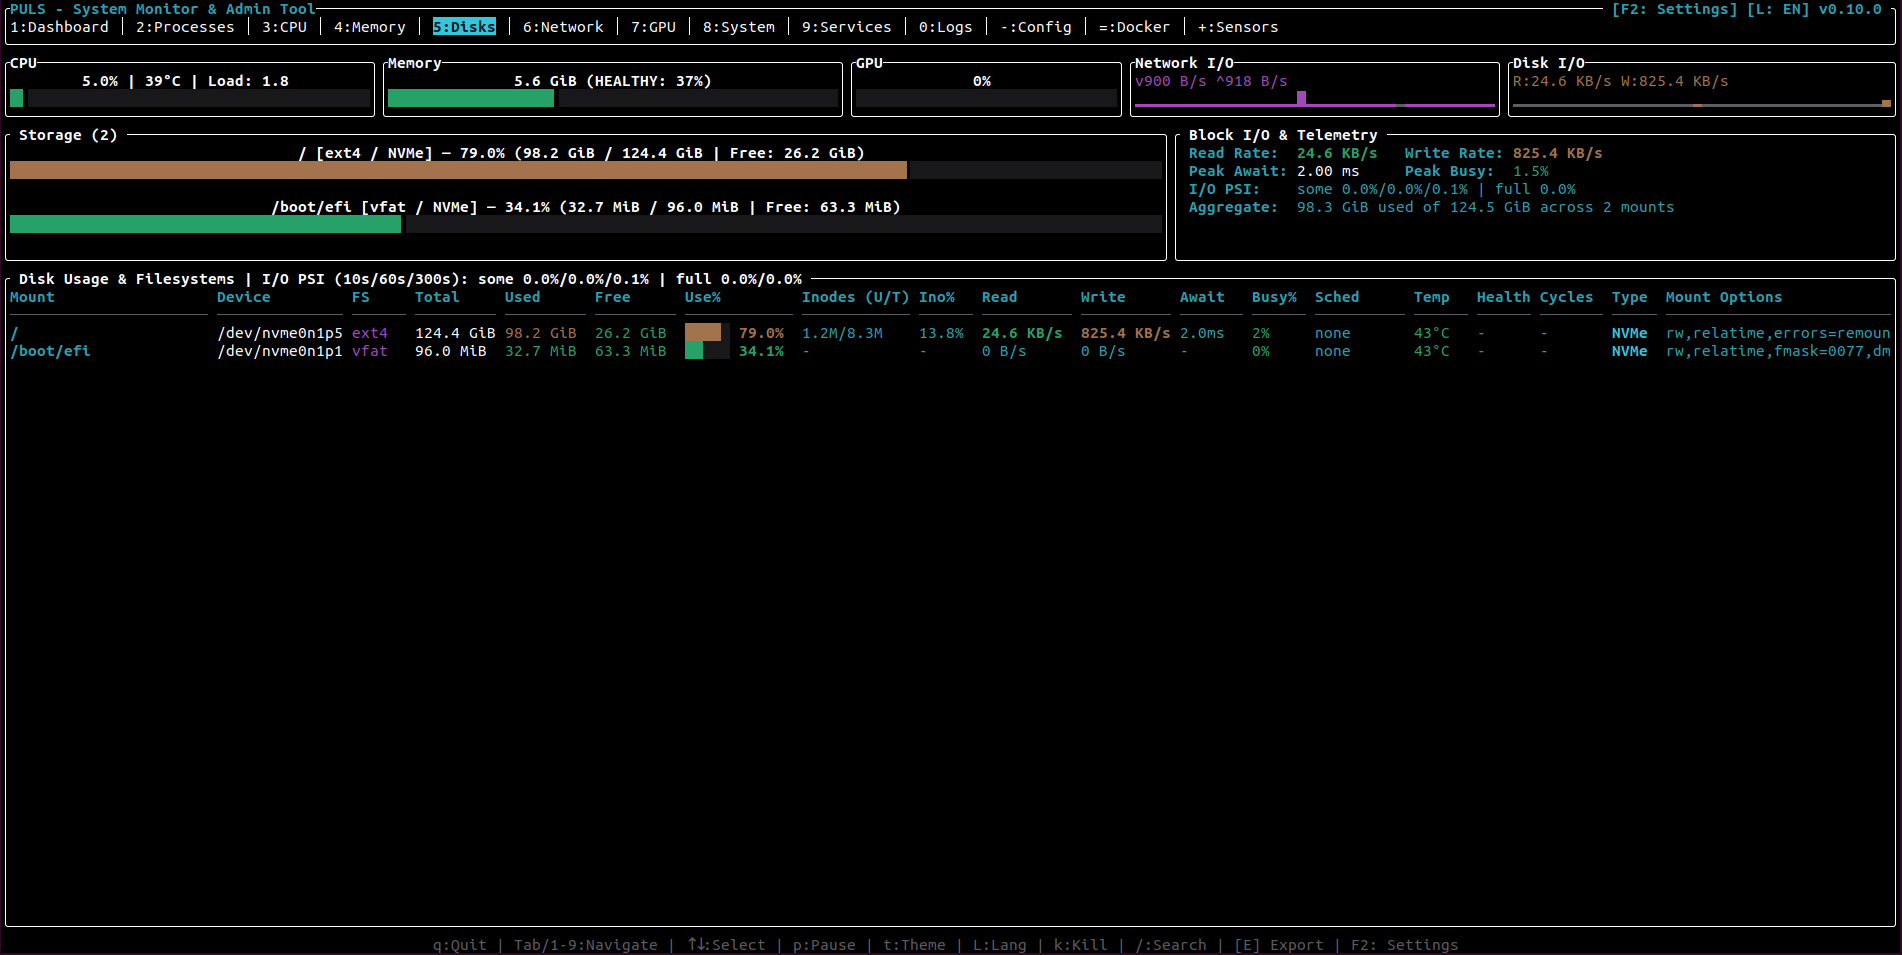 PULS - System Monitor & Admin Tool [F2: Settings] [L: EN] v0.10.0
1:Dashboard │ 2:Processes │ 3:CPU │ 4:Memory │ 5:Disks │ 6:Network │ 7:GPU │ 8:System │ 9:Services │ 0:Logs │ -:Config │ =:Docker │ +:Sensors
CPU
5.0% | 39°C | Load: 1.8
Memory
5.6 GiB (HEALTHY: 37%)
GPU
0%
Network I/O
v900 B/s ^918 B/s
Disk I/O
R:24.6 KB/s W:825.4 KB/s
Storage (2)
/ [ext4 / NVMe] — 79.0% (98.2 GiB / 124.4 GiB | Free: 26.2 GiB)
/boot/efi [vfat / NVMe] — 34.1% (32.7 MiB / 96.0 MiB | Free: 63.3 MiB)
Block I/O & Telemetry
Read Rate: 24.6 KB/s Write Rate: 825.4 KB/s
Peak Await: 2.00 ms Peak Busy: 1.5%
I/O PSI: some 0.0%/0.0%/0.1% | full 0.0%
Aggregate: 98.3 GiB used of 124.5 GiB across 2 mounts
Disk Usage & Filesystems | I/O PSI (10s/60s/300s): some 0.0%/0.0%/0.1% | full 0.0%/0.0%
Mount Device FS Total Used Free Use% Inodes (U/T) Ino% Read Write Await Busy% Sched Temp Health Cycles Type Mount Options
/ /dev/nvme0n1p5 ext4 124.4 GiB 98.2 GiB 26.2 GiB 79.0% 1.2M/8.3M 13.8% 24.6 KB/s 825.4 KB/s 2.0ms 2% none 43°C - - NVMe rw,relatime,errors=remoun
/boot/efi /dev/nvme0n1p1 vfat 96.0 MiB 32.7 MiB 63.3 MiB 34.1% - - 0 B/s 0 B/s - 0% none 43°C - - NVMe rw,relatime,fmask=0077,dm
q:Quit | Tab/1-9:Navigate | ↑↓:Select | p:Pause | t:Theme | L:Lang | k:Kill | /:Search | [E] Export | F2: Settings